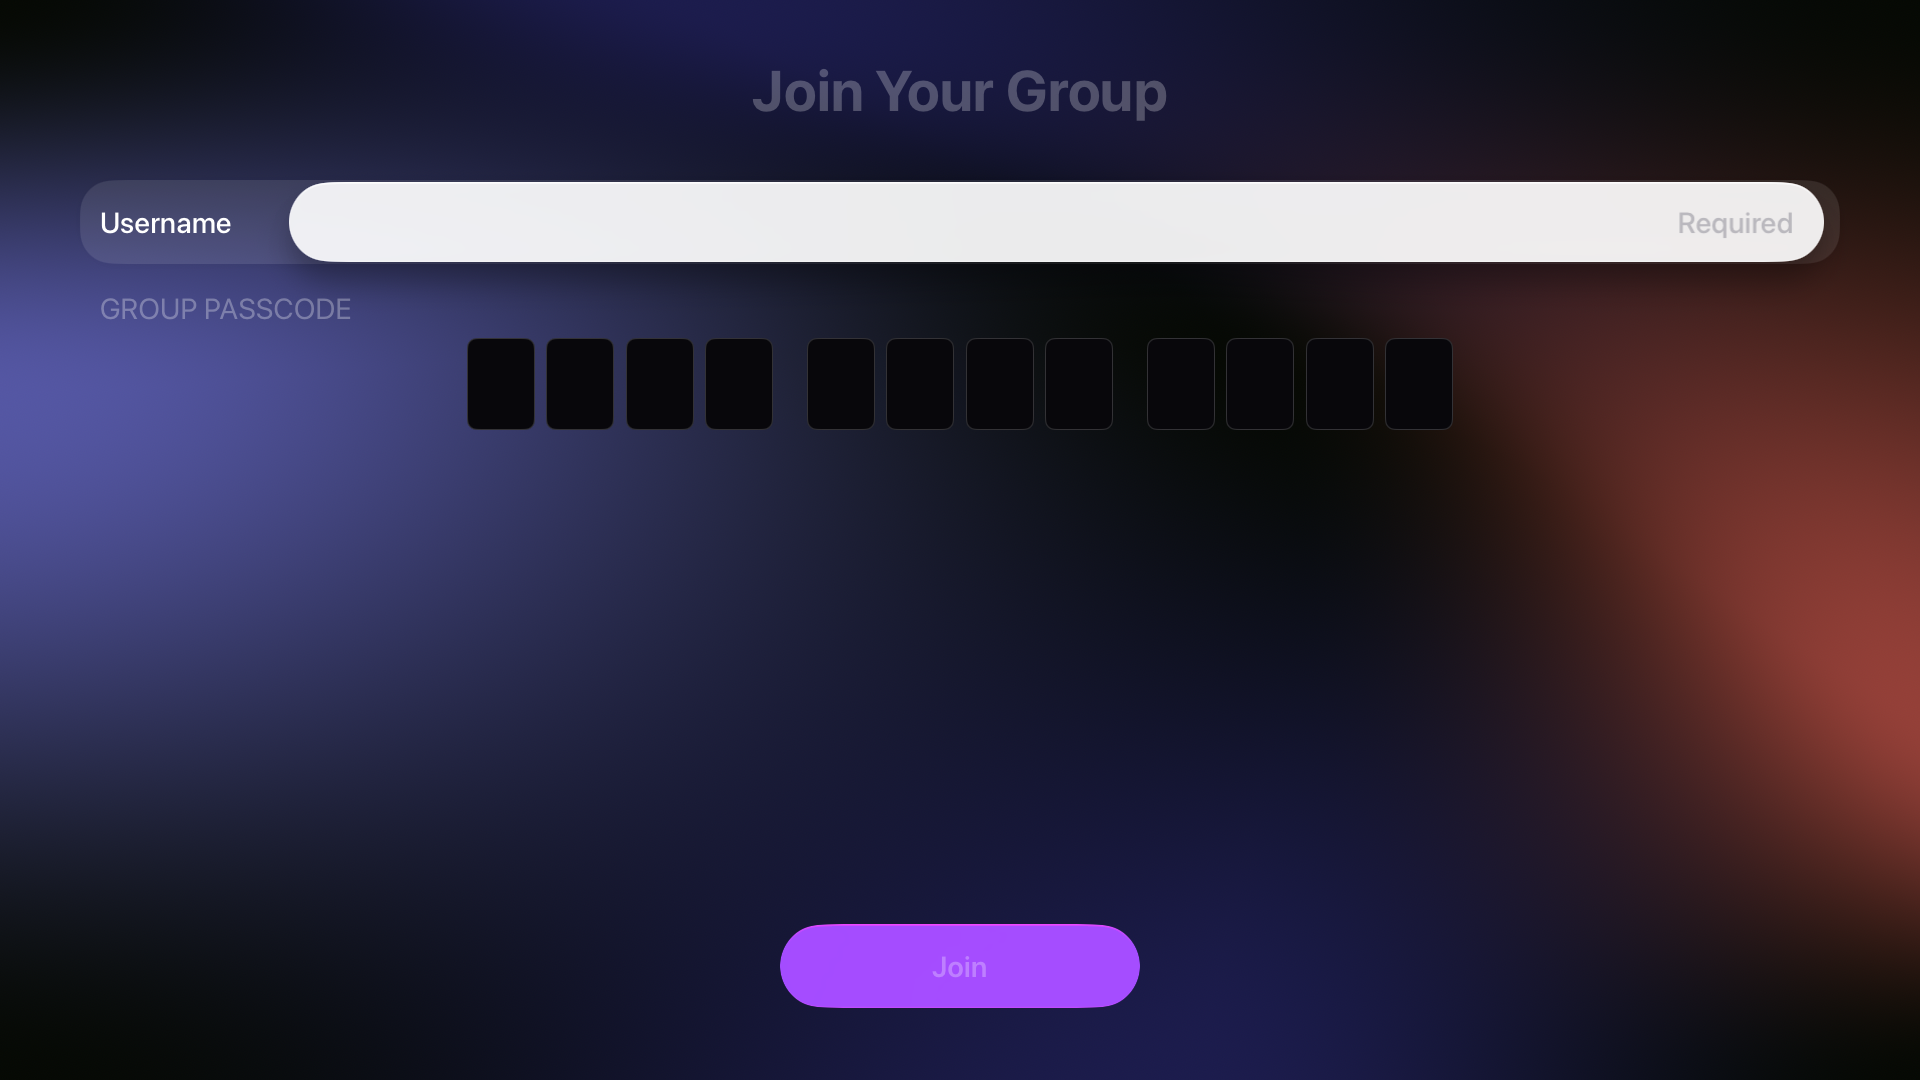 Join Your Group
Username
Required
GROUP PASSCODE
Join